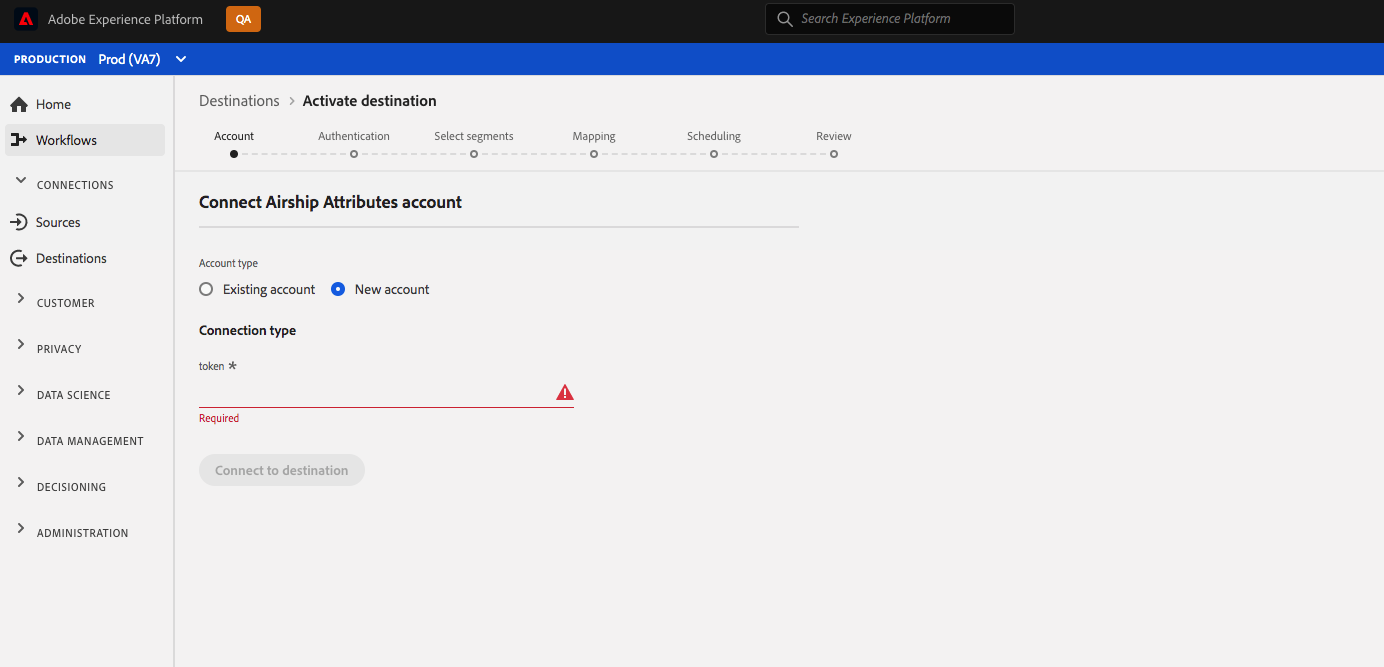 Adobe Experience Platform QA Search Experience Platform
PRODUCTION Prod (VA7)
Home
Workflows
CONNECTIONS
Sources
Destinations
CUSTOMER
PRIVACY
DATA SCIENCE
DATA MANAGEMENT
DECISIONING
ADMINISTRATION
Destinations > Activate destination
Account Authentication Select segments Mapping Scheduling Review
Connect Airship Attributes account
Account type
Existing account New account
Connection type
token *
Required
Connect to destination